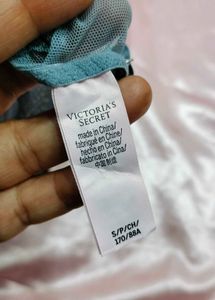 VICTORIA'S
SECRET
made in China/
fabriqué en Chine/
hecho en China/
fabbricato in Cina/
中国制造
S/P/CH/
170/88A